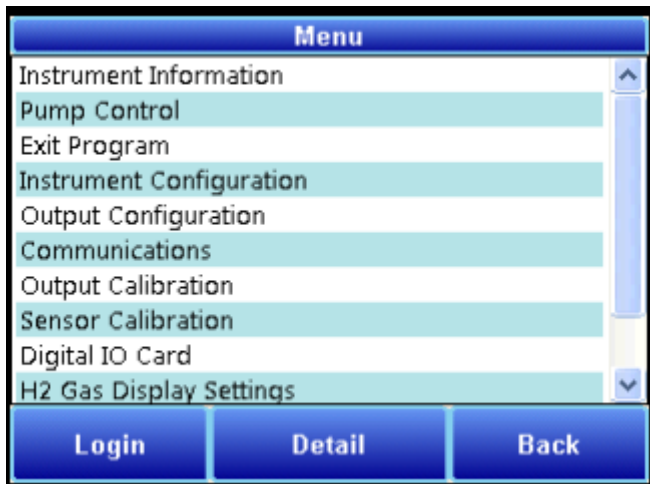 Menu
Instrument Information
Pump Control
Exit Program
Instrument Configuration
Output Configuration
Communications
Output Calibration
Sensor Calibration
Digital IO Card
H2 Gas Display Settings
Login Detail Back